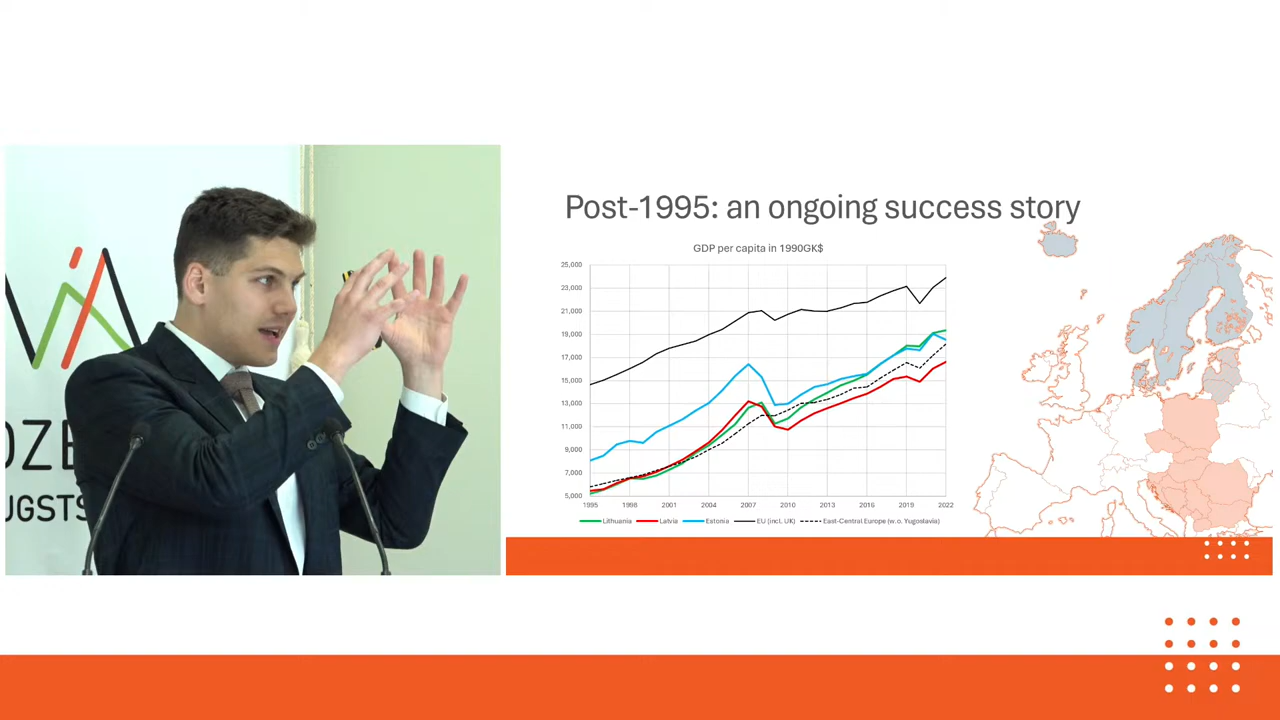 ViA
OZE
UGSTS
Post-1995: an ongoing success story
GDP per capita in 1990GK$
25,000
23,000
21,000
19,000
17,000
15,000
13,000
11,000
9,000
7,000
5,000
1995 1998 2001 2004 2007 2010 2013 2016 2019 2022
Lithuania Latvia Estonia EU (incl. UK) East-Central Europe (w.o. Yugoslavia)